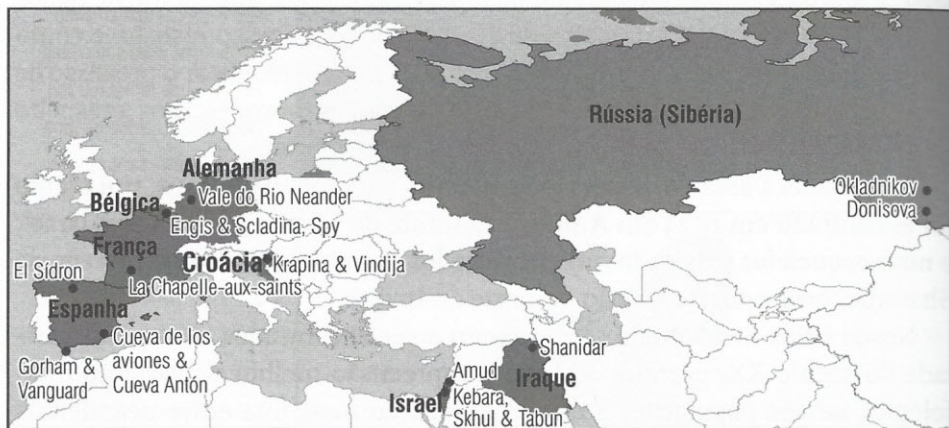 Rússia (Sibéria)
Alemanha
Vale do Rio Neander
Okladnikov
Donisova
Bélgica
Engis & Scladina, Spy
França
Croácia
Krapina & Vindija
El Sídron
La Chapelle-aux-saints
Espanha
Cueva de los
aviones &
Cueva Antón
Gorham &
Vanguard
Shanidar
Amud
Iraque
Israel
Kebara,
Skhul & Tabun